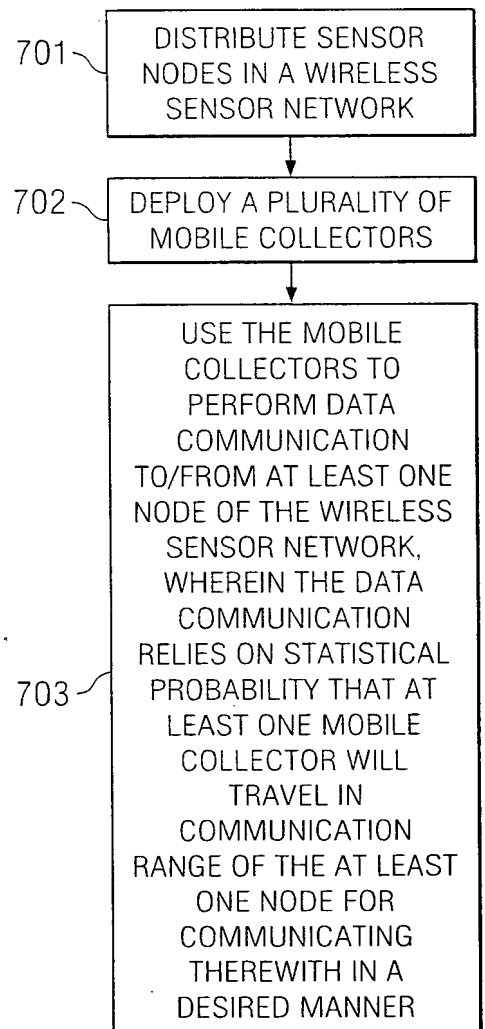 701
DISTRIBUTE SENSOR
NODES IN A WIRELESS
SENSOR NETWORK
702
DEPLOY A PLURALITY OF
MOBILE COLLECTORS
703
USE THE MOBILE
COLLECTORS TO
PERFORM DATA
COMMUNICATION
TO/FROM AT LEAST ONE
NODE OF THE WIRELESS
SENSOR NETWORK,
WHEREIN THE DATA
COMMUNICATION
RELIES ON STATISTICAL
PROBABILITY THAT AT
LEAST ONE MOBILE
COLLECTOR WILL
TRAVEL IN
COMMUNICATION
RANGE OF THE AT LEAST
ONE NODE FOR
COMMUNICATING
THEREWITH IN A
DESIRED MANNER